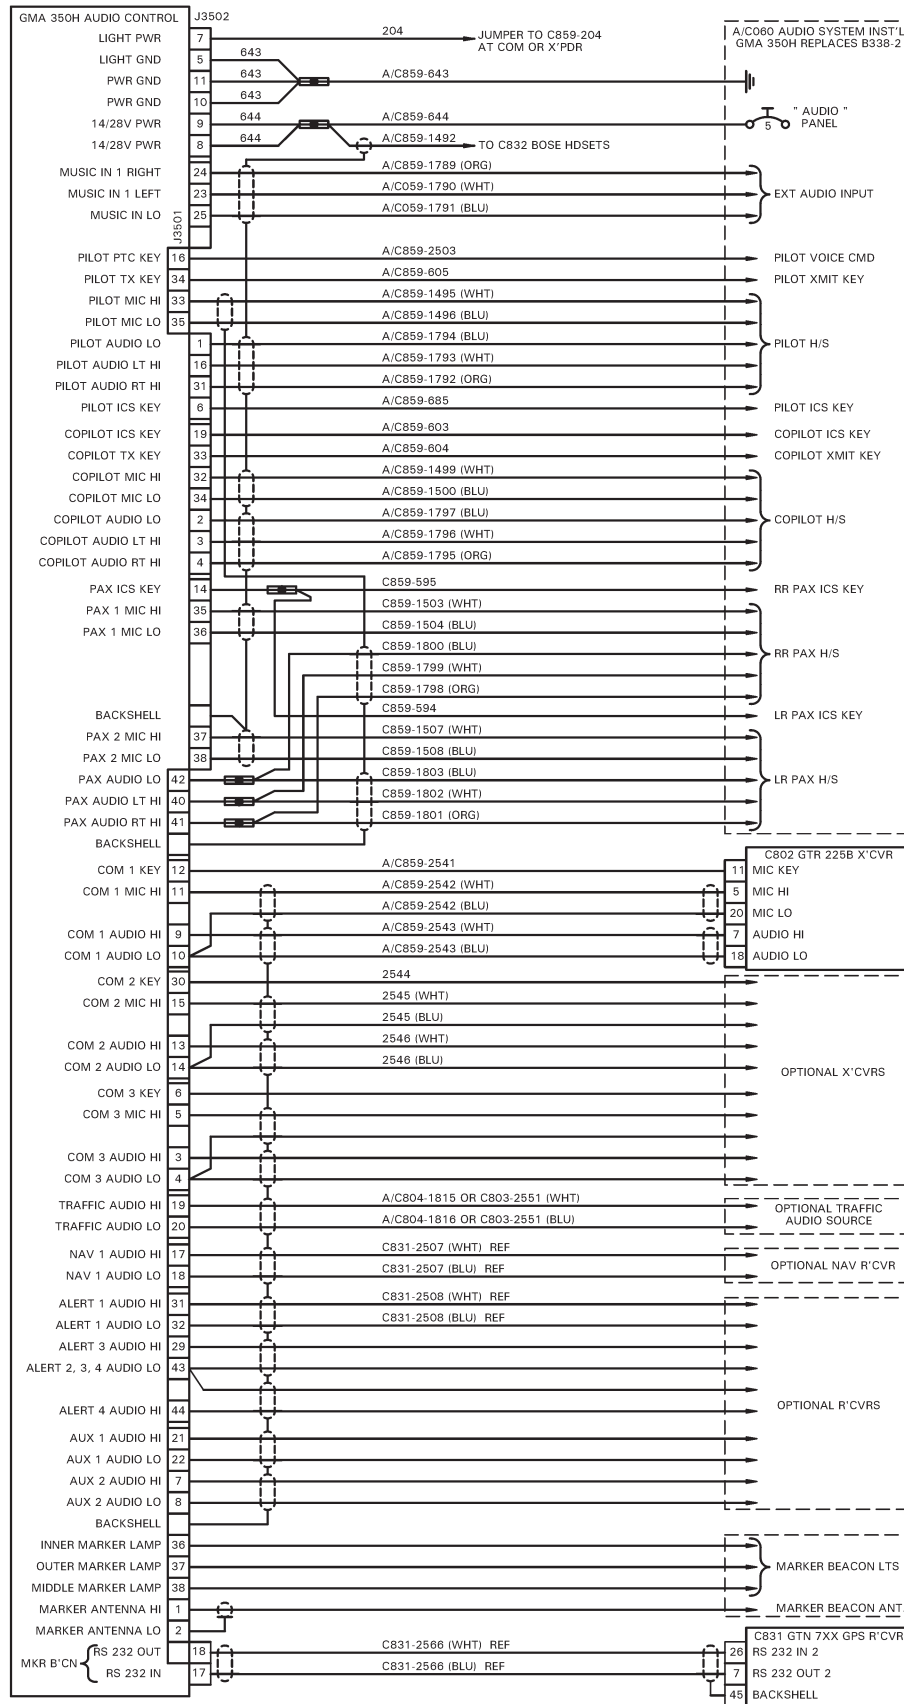 GMA 350H AUDIO CONTROL J3502
LIGHT PWR 7 204 JUMPER TO C859-204
AT COM OR X'PDR
A/C060 AUDIO SYSTEM INST'L
GMA 350H REPLACES B338-2
LIGHT GND 5 643
PWR GND 11 643 A/C859-643
PWR GND 10 643
14/28V PWR 9 644 A/C859-644 5 " AUDIO "
PANEL
14/28V PWR 8 644 A/C859-1492 TO C832 BOSE HDSETS
MUSIC IN 1 RIGHT 24 A/C859-1789 (ORG)
MUSIC IN 1 LEFT 23 A/C059-1790 (WHT) EXT AUDIO INPUT
MUSIC IN LO 25 A/C059-1791 (BLU)
J3501
PILOT PTC KEY 16 A/C859-2503 PILOT VOICE CMD
PILOT TX KEY 34 A/C859-605 PILOT XMIT KEY
PILOT MIC HI 33 A/C859-1495 (WHT)
PILOT MIC LO 35 A/C859-1496 (BLU)
PILOT AUDIO LO 1 A/C859-1794 (BLU) PILOT H/S
PILOT AUDIO LT HI 16 A/C859-1793 (WHT)
PILOT AUDIO RT HI 31 A/C859-1792 (ORG)
PILOT ICS KEY 6 A/C859-685 PILOT ICS KEY
COPILOT ICS KEY 19 A/C859-603 COPILOT ICS KEY
COPILOT TX KEY 33 A/C859-604 COPILOT XMIT KEY
COPILOT MIC HI 32 A/C859-1499 (WHT)
COPILOT MIC LO 34 A/C859-1500 (BLU)
COPILOT AUDIO LO 2 A/C859-1797 (BLU) COPILOT H/S
COPILOT AUDIO LT HI 3 A/C859-1796 (WHT)
COPILOT AUDIO RT HI 4 A/C859-1795 (ORG)
PAX ICS KEY 14 C859-595 RR PAX ICS KEY
PAX 1 MIC HI 35 C859-1503 (WHT)
PAX 1 MIC LO 36 C859-1504 (BLU)
C859-1800 (BLU) RR PAX H/S
C859-1799 (WHT)
C859-1798 (ORG)
BACKSHELL C859-594 LR PAX ICS KEY
PAX 2 MIC HI 37 C859-1507 (WHT)
PAX 2 MIC LO 38 C859-1508 (BLU)
PAX AUDIO LO 42 C859-1803 (BLU) LR PAX H/S
PAX AUDIO LT HI 40 C859-1802 (WHT)
PAX AUDIO RT HI 41 C859-1801 (ORG)
BACKSHELL
C802 GTR 225B X'CVR
COM 1 KEY 12 A/C859-2541 11 MIC KEY
COM 1 MIC HI 11 A/C859-2542 (WHT) 5 MIC HI
A/C859-2542 (BLU) 20 MIC LO
COM 1 AUDIO HI 9 A/C859-2543 (WHT) 7 AUDIO HI
COM 1 AUDIO LO 10 A/C859-2543 (BLU) 18 AUDIO LO
COM 2 KEY 30 2544
COM 2 MIC HI 15 2545 (WHT)
2545 (BLU)
COM 2 AUDIO HI 13 2546 (WHT)
COM 2 AUDIO LO 14 2546 (BLU)
OPTIONAL X'CVRS
COM 3 KEY 6
COM 3 MIC HI 5
COM 3 AUDIO HI 3
COM 3 AUDIO LO 4
TRAFFIC AUDIO HI 19 A/C804-1815 OR C803-2551 (WHT) OPTIONAL TRAFFIC
TRAFFIC AUDIO LO 20 A/C804-1816 OR C803-2551 (BLU) AUDIO SOURCE
NAV 1 AUDIO HI 17 C831-2507 (WHT) REF
OPTIONAL NAV R'CVR
NAV 1 AUDIO LO 18 C831-2507 (BLU) REF
ALERT 1 AUDIO HI 31 C831-2508 (WHT) REF
ALERT 1 AUDIO LO 32 C831-2508 (BLU) REF
ALERT 3 AUDIO HI 29
ALERT 2, 3, 4 AUDIO LO 43
OPTIONAL R'CVRS
ALERT 4 AUDIO HI 44
AUX 1 AUDIO HI 21
AUX 1 AUDIO LO 22
AUX 2 AUDIO HI 7
AUX 2 AUDIO LO 8
BACKSHELL
INNER MARKER LAMP 36
OUTER MARKER LAMP 37 MARKER BEACON LTS
MIDDLE MARKER LAMP 38
MARKER ANTENNA HI 1 MARKER BEACON ANT.
MARKER ANTENNA LO 2
C831 GTN 7XX GPS R'CVR
MKR B'CN RS 232 OUT 18 C831-2566 (WHT) REF 26 RS 232 IN 2
RS 232 IN 17 C831-2566 (BLU) REF 7 RS 232 OUT 2
45 BACKSHELL